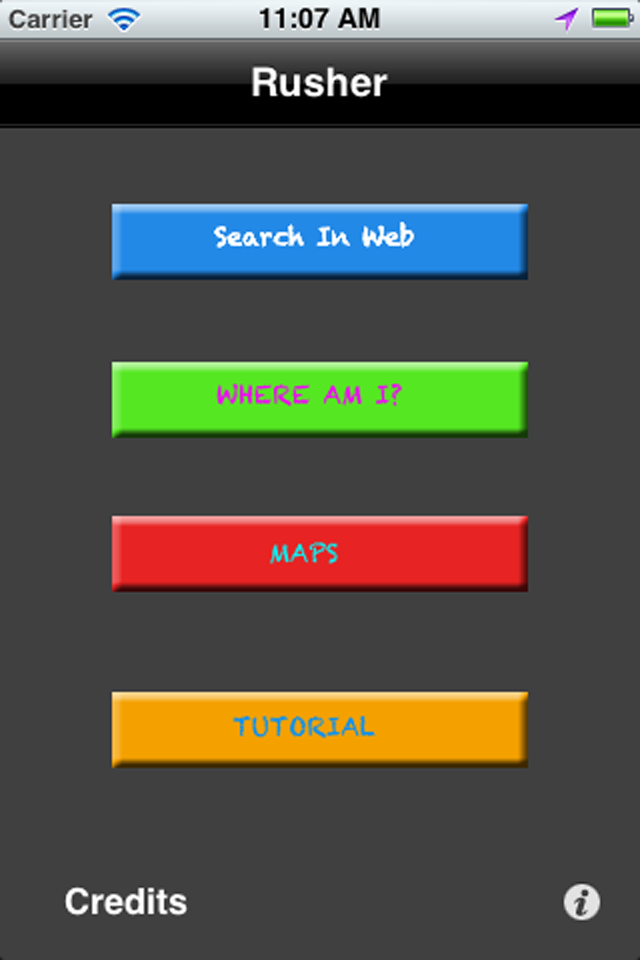 Carrier 11:07 AM
Rusher
Search In Web
WHERE AM I?
MAPS
TUTORIAL
Credits